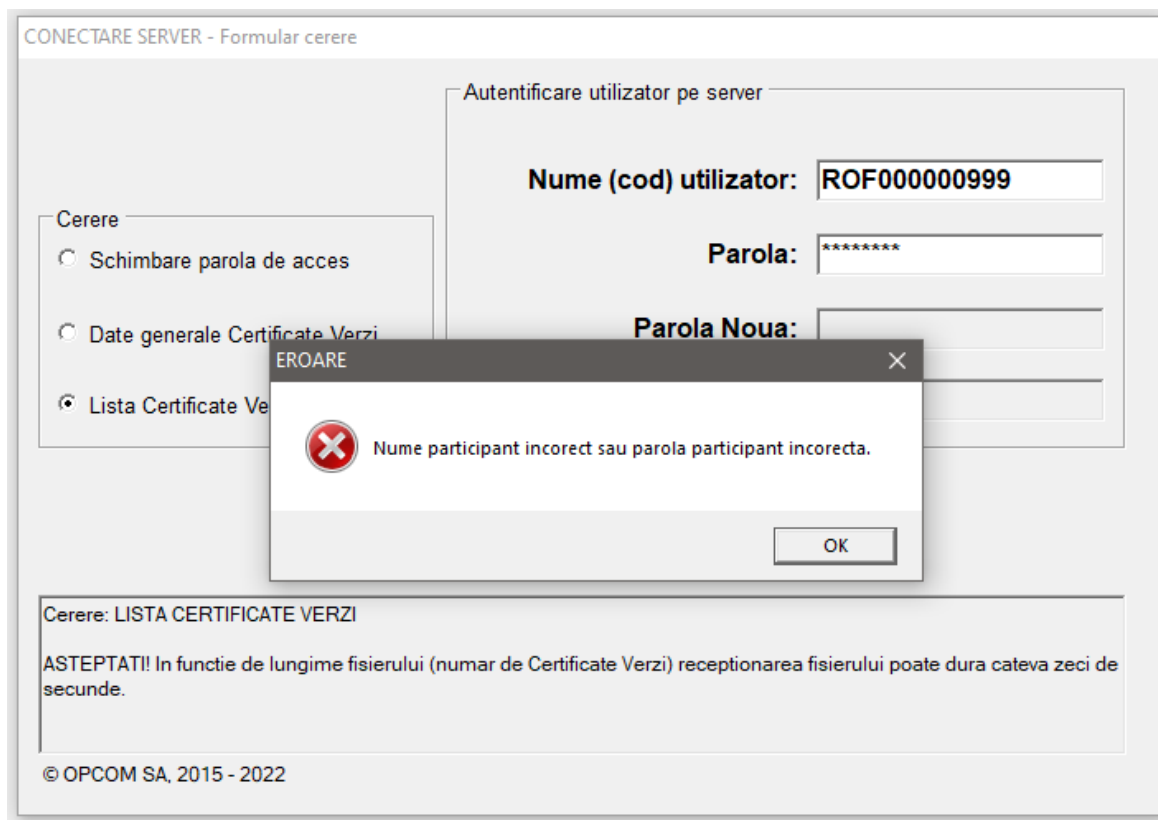 CONECTARE SERVER - Formular cerere
Autentificare utilizator pe server
Nume (cod) utilizator: ROF000000999
Parola: ********
Parola Noua:
Cerere
Schimbare parola de acces
Date generale Certificate Verzi
Lista Certificate Ve
EROARE
Nume participant incorect sau parola participant incorecta.
OK
Cerere: LISTA CERTIFICATE VERZI
ASTEPTATI! In functie de lungime fisierului (numar de Certificate Verzi) receptionarea fisierului poate dura cateva zeci de
secunde.
© OPCOM SA, 2015 - 2022